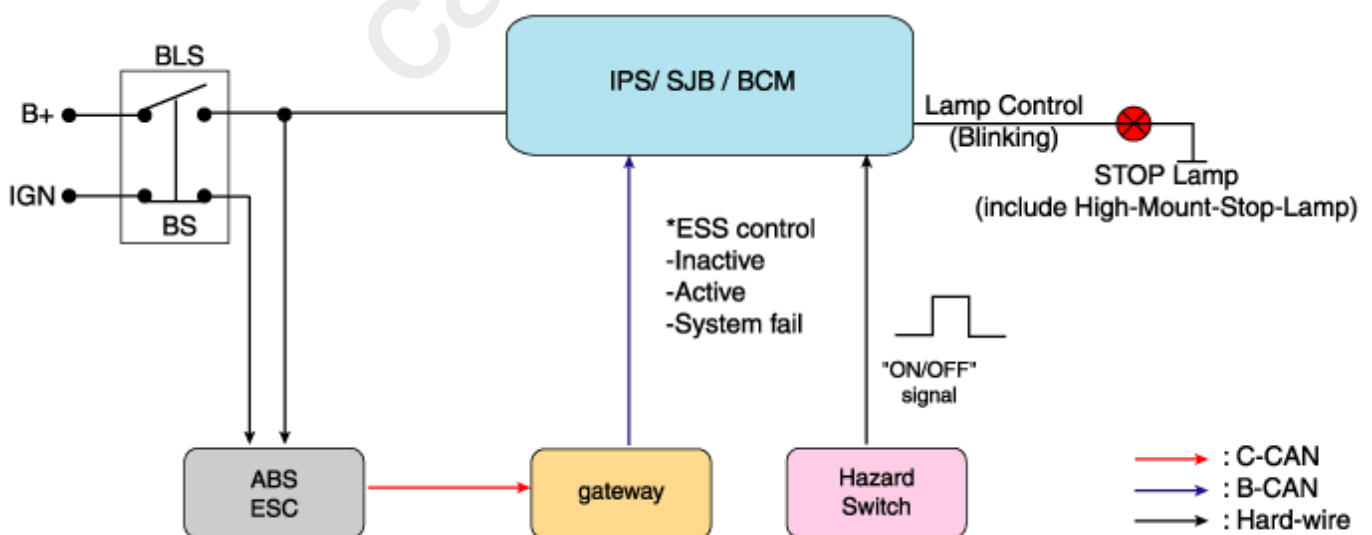 BLS
B+
IGN
BS
IPS/ SJB / BCM
Lamp Control
(Blinking)
STOP Lamp
(include High-Mount-Stop-Lamp)
*ESS control
-Inactive
-Active
-System fail
"ON/OFF"
signal
ABS
ESC
gateway
Hazard
Switch
: C-CAN
: B-CAN
: Hard-wire